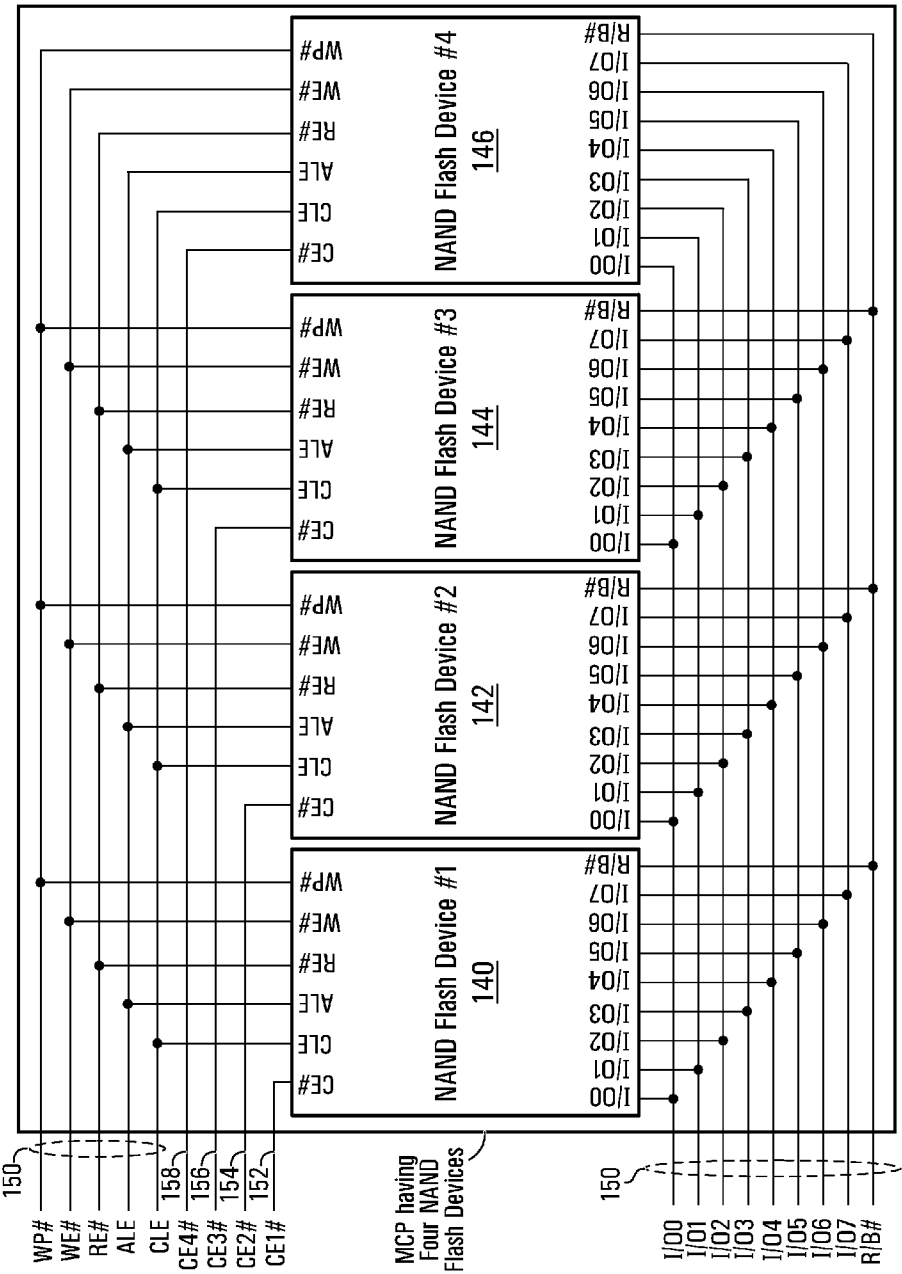 WP#
WE#
RE#
ALE
CLE
CE#
NAND Flash Device #4
146
R/B#
I/O7
I/O6
I/O5
I/O4
I/O3
I/O2
I/O1
I/O0
WP#
WE#
RE#
ALE
CLE
CE#
NAND Flash Device #3
144
R/B#
I/O7
I/O6
I/O5
I/O4
I/O3
I/O2
I/O1
I/O0
WP#
WE#
RE#
ALE
CLE
CE#
NAND Flash Device #2
142
R/B#
I/O7
I/O6
I/O5
I/O4
I/O3
I/O2
I/O1
I/O0
WP#
WE#
RE#
ALE
CLE
CE#
NAND Flash Device #1
140
R/B#
I/O7
I/O6
I/O5
I/O4
I/O3
I/O2
I/O1
I/O0
150
158
156
154
152
WP#
WE#
RE#
ALE
CLE
CE4#
CE3#
CE2#
CE1#
MCP having
Four NAND
Flash Devices
150
I/O0
I/O1
I/O2
I/O3
I/O4
I/O5
I/O6
I/O7
R/B#